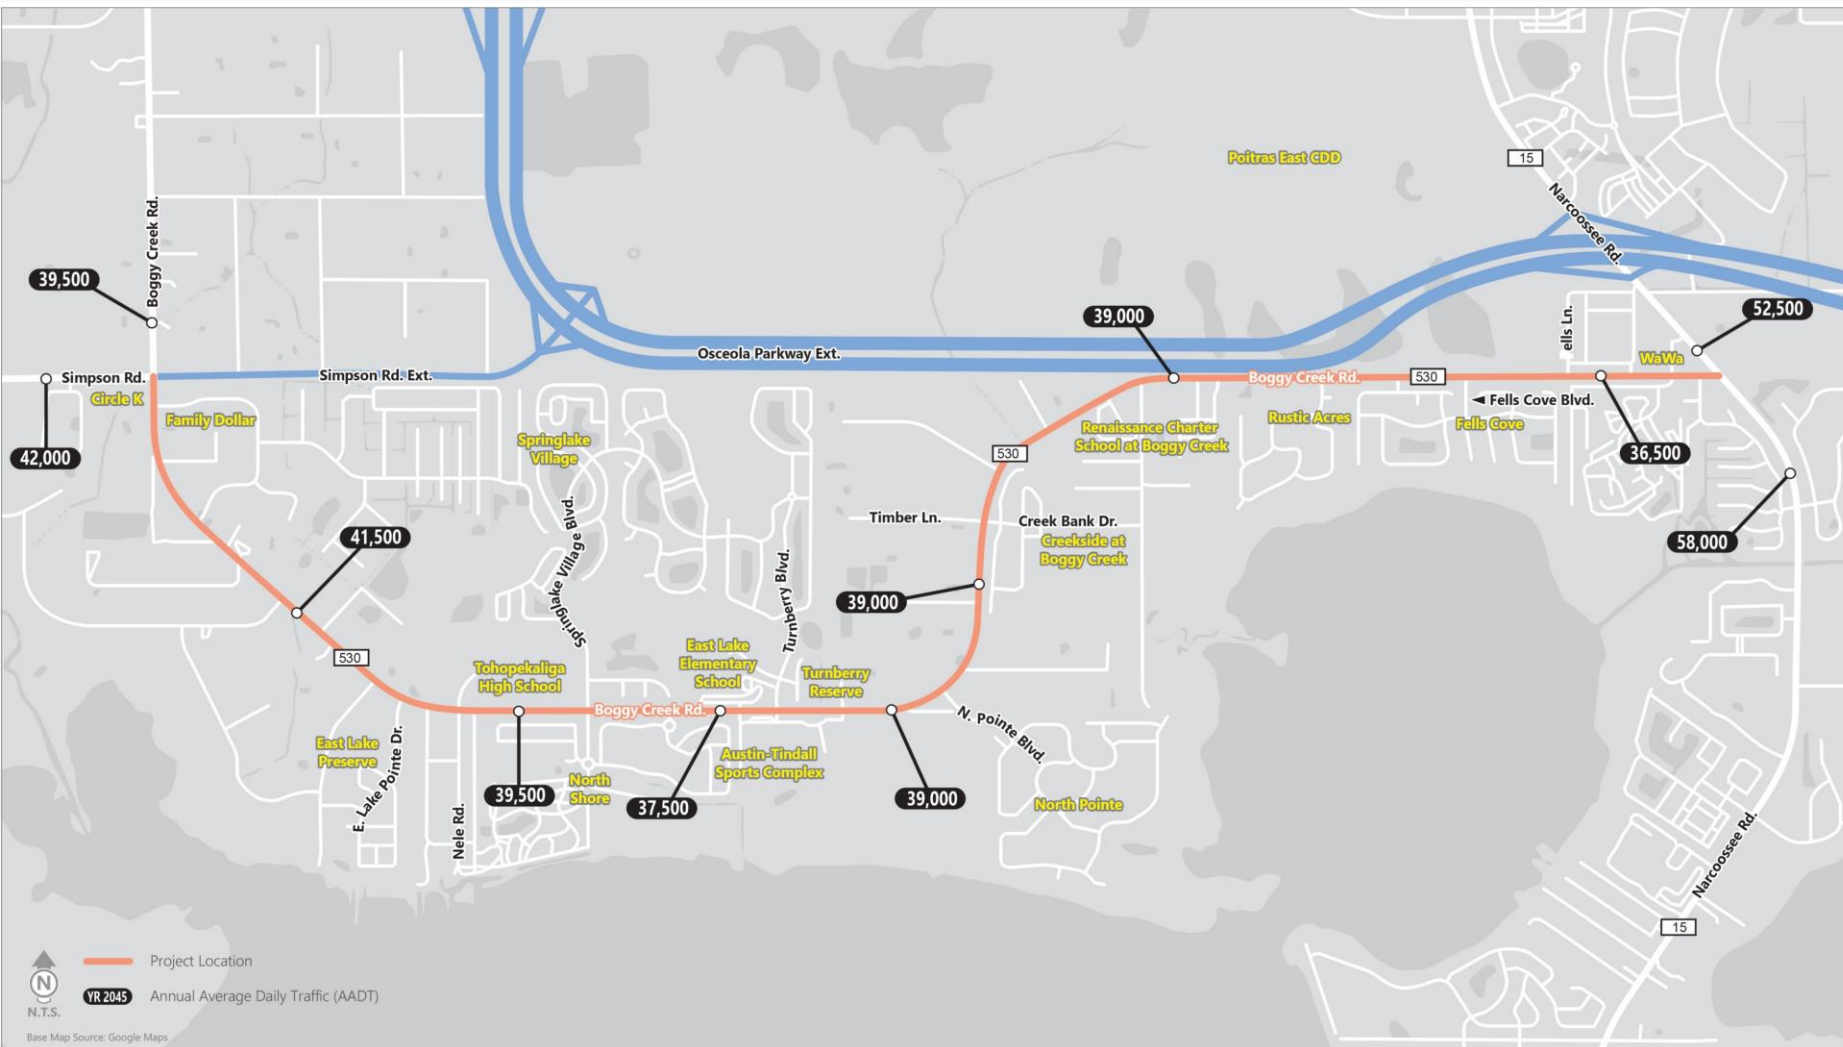 Poitras East CDD
15
Narcoossee Rd.
Boggy Creek Rd.
39,500
39,000
52,500
ells Ln.
Osceola Parkway Ext.
WaWa
Simpson Rd.
Simpson Rd. Ext.
Boggy Creek Rd.
530
Circle K
Fells Cove Blvd.
Family Dollar
Rustic Acres
Fells Cove
Renaissance Charter
School at Boggy Creek
Springlake
Village
42,000
530
36,500
Springlake Village Blvd.
Timber Ln.
Creek Bank Dr.
41,500
Creekside at
Boggy Creek
58,000
Turnberry Blvd.
39,000
530
East Lake
Elementary
School
Tohopekaliga
High School
Turnberry
Reserve
Boggy Creek Rd.
N. Pointe Blvd.
East Lake
Preserve
E. Lake Pointe Dr.
Austin-Tindall
Sports Complex
North
Shore
39,500
37,500
39,000
North Pointe
Nele Rd.
Narcoossee Rd.
15
N
N.T.S.
Project Location
YR 2045
Annual Average Daily Traffic (AADT)
Base Map Source: Google Maps